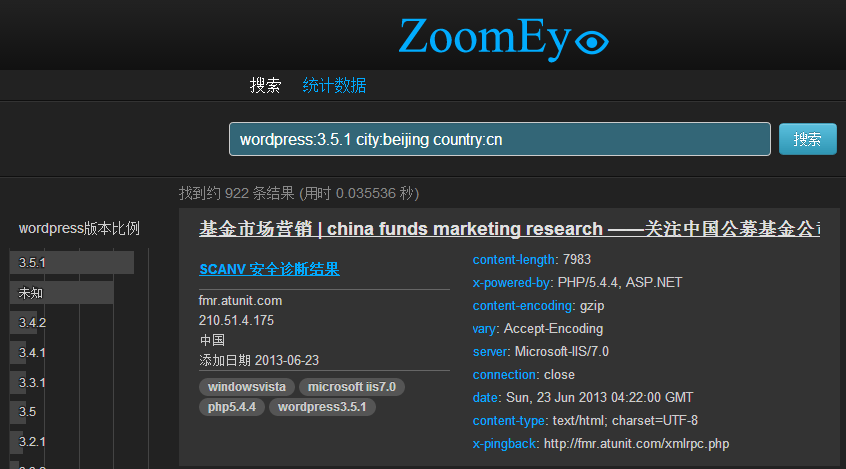 ZoomEy
搜索 统计数据
wordpress:3.5.1 city:beijing country:cn
搜索
找到约 922 条结果 (用时 0.035536 秒)
wordpress版本比例
3.5.1
未知
3.4.2
3.4.1
3.3.1
3.5
3.2.1
基金市场营销 | china funds marketing research ——关注中国公募基金公司
SCANV 安全诊断结果
fmr.atunit.com
210.51.4.175
中国
添加日期 2013-06-23
windowsvista microsoft iis7.0
php5.4.4 wordpress3.5.1
content-length: 7983
x-powered-by: PHP/5.4.4, ASP.NET
content-encoding: gzip
vary: Accept-Encoding
server: Microsoft-IIS/7.0
connection: close
date: Sun, 23 Jun 2013 04:22:00 GMT
content-type: text/html; charset=UTF-8
x-pingback: http://fmr.atunit.com/xmlrpc.php